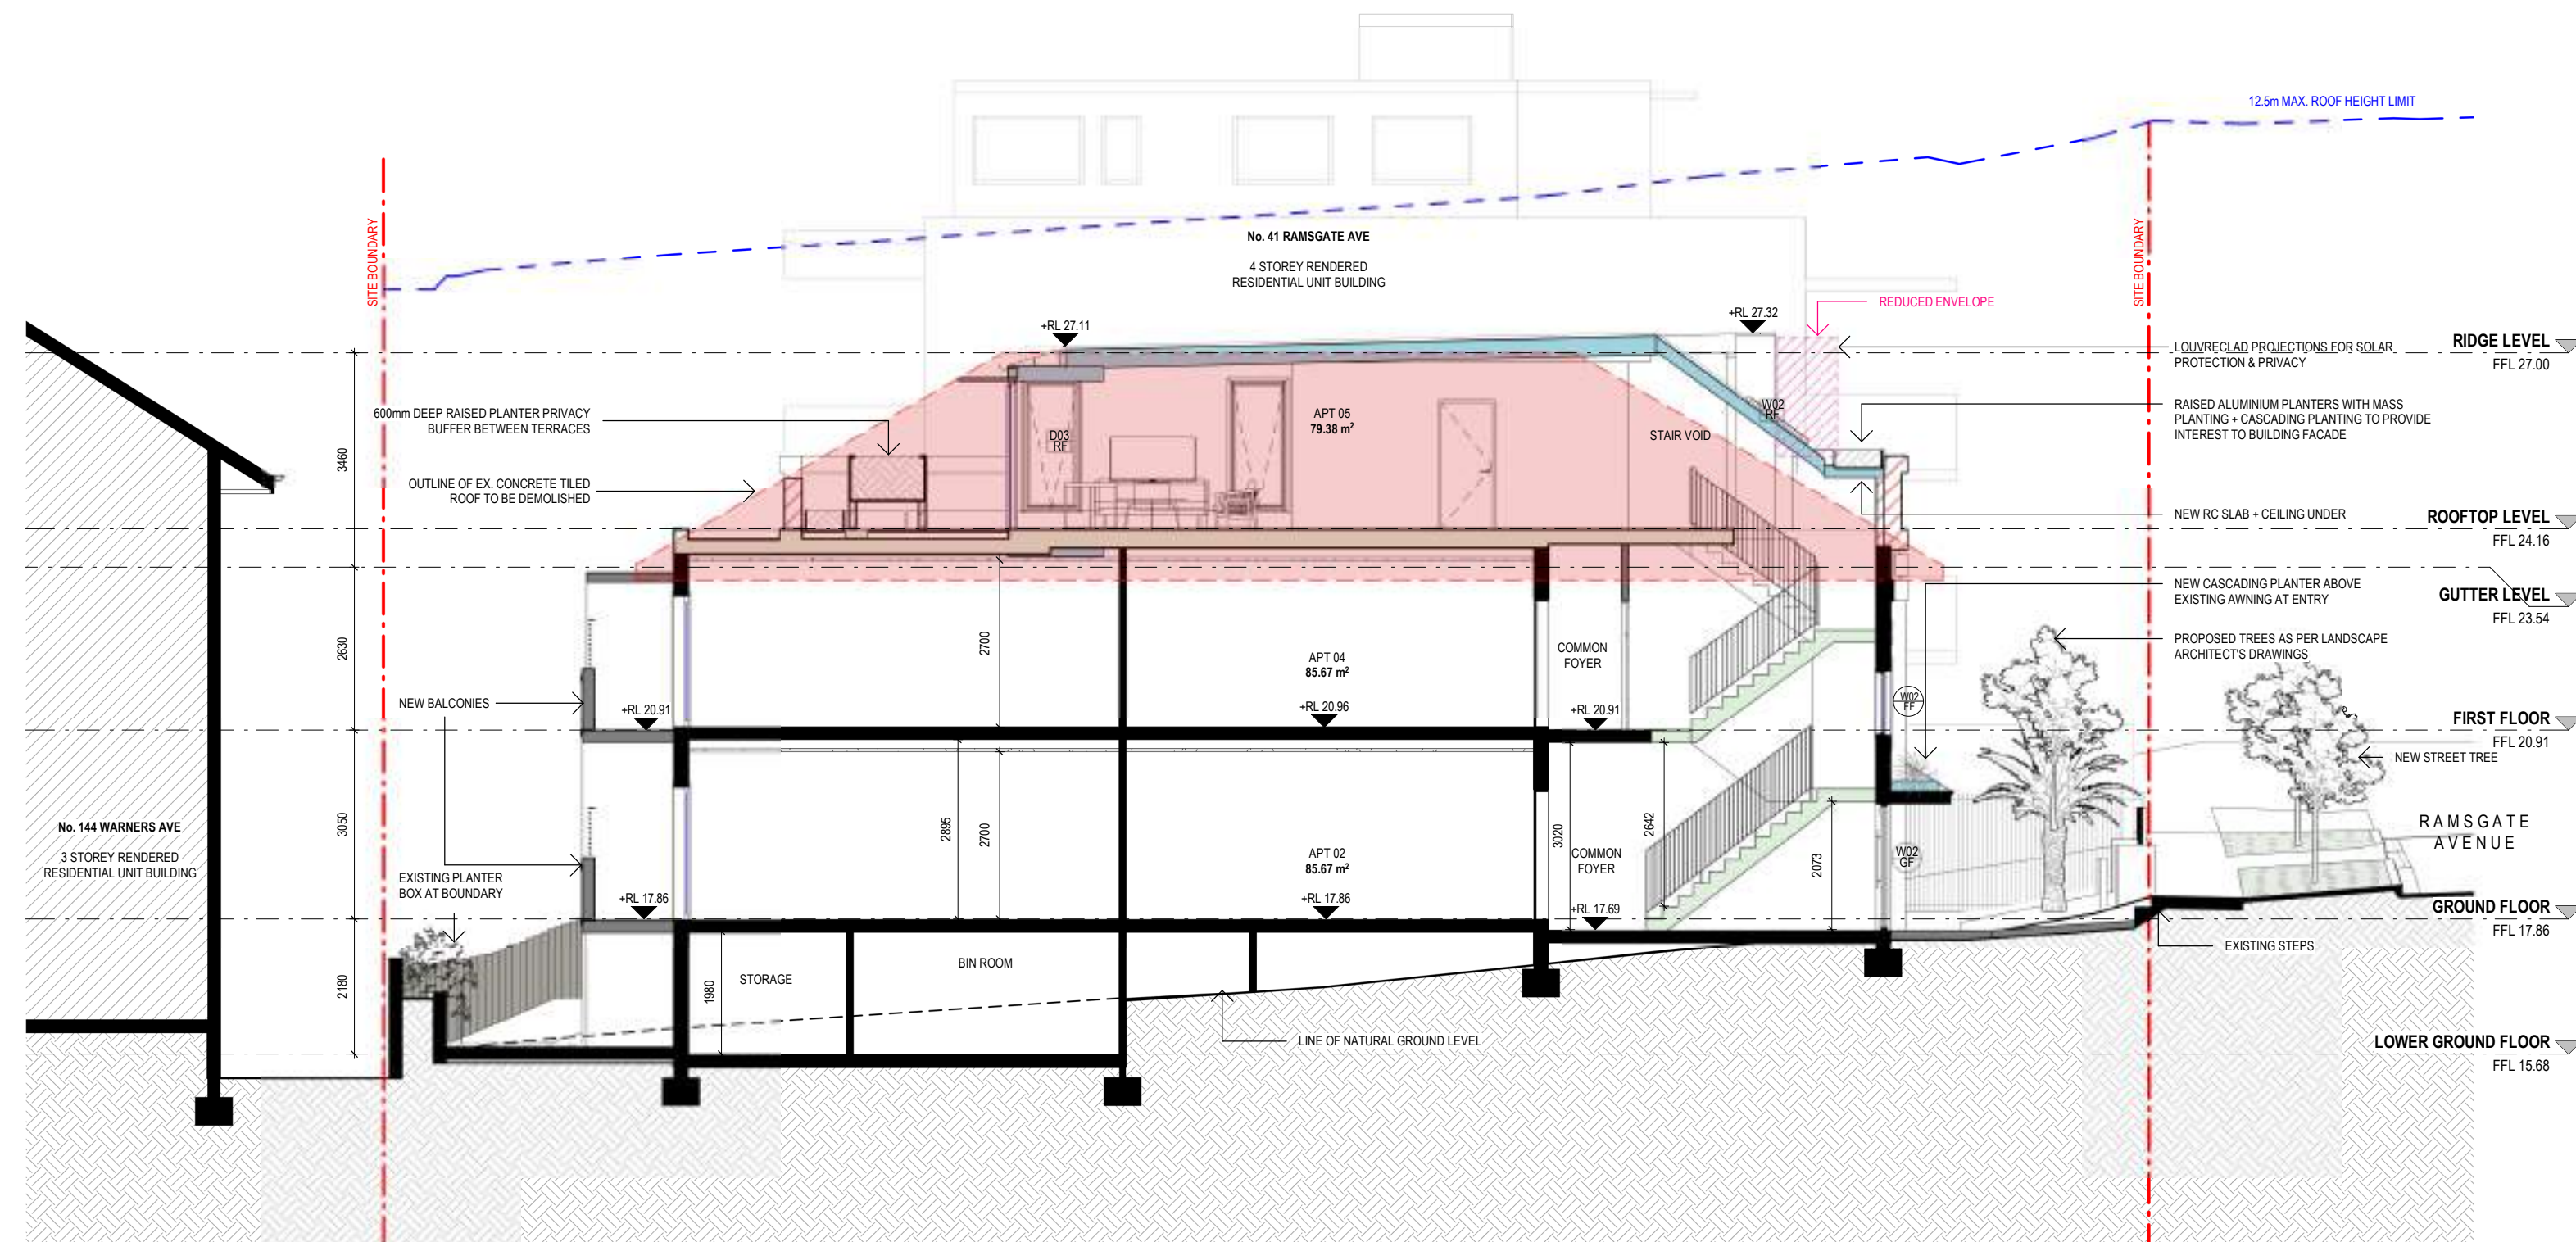 12.5m MAX. ROOF HEIGHT LIMIT
SITE BOUNDARY
SITE BOUNDARY
No. 41 RAMSGATE AVE
4 STOREY RENDERED
RESIDENTIAL UNIT BUILDING
REDUCED ENVELOPE
+RL 27.11
+RL 27.32
LOUVRECLAD PROJECTIONS FOR SOLAR
PROTECTION & PRIVACY
RIDGE LEVEL
FFL 27.00
600mm DEEP RAISED PLANTER PRIVACY
BUFFER BETWEEN TERRACES
D03
RF
APT 05
79.38 m²
STAIR VOID
W02
RF
RAISED ALUMINIUM PLANTERS WITH MASS
PLANTING + CASCADING PLANTING TO PROVIDE
INTEREST TO BUILDING FACADE
3460
OUTLINE OF EX. CONCRETE TILED
ROOF TO BE DEMOLISHED
NEW RC SLAB + CEILING UNDER
ROOFTOP LEVEL
FFL 24.16
NEW CASCADING PLANTER ABOVE
EXISTING AWNING AT ENTRY
GUTTER LEVEL
FFL 23.54
2630
2700
APT 04
85.67 m²
COMMON
FOYER
PROPOSED TREES AS PER LANDSCAPE
ARCHITECT'S DRAWINGS
NEW BALCONIES
+RL 20.91
+RL 20.96
+RL 20.91
W02
FF
FIRST FLOOR
FFL 20.91
NEW STREET TREE
No. 144 WARNERS AVE
3 STOREY RENDERED
RESIDENTIAL UNIT BUILDING
3050
2895
2700
3020
2642
2073
APT 02
85.67 m²
COMMON
FOYER
W02
GF
RAMSGATE
AVENUE
EXISTING PLANTER
BOX AT BOUNDARY
+RL 17.86
+RL 17.86
+RL 17.69
GROUND FLOOR
FFL 17.86
EXISTING STEPS
2180
1980
STORAGE
BIN ROOM
LINE OF NATURAL GROUND LEVEL
LOWER GROUND FLOOR
FFL 15.68